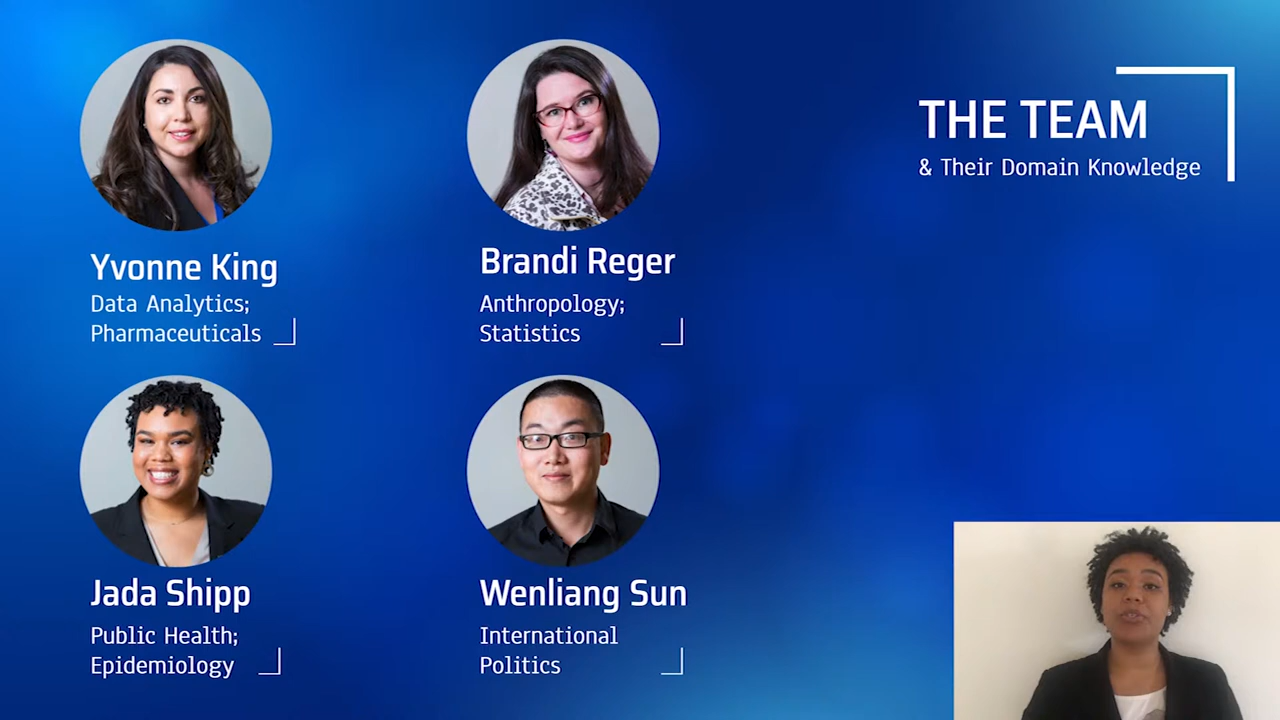 THE TEAM
& Their Domain Knowledge
Yvonne King
Data Analytics;
Pharmaceuticals
Brandi Reger
Anthropology;
Statistics
Jada Shipp
Public Health;
Epidemiology
Wenliang Sun
International
Politics